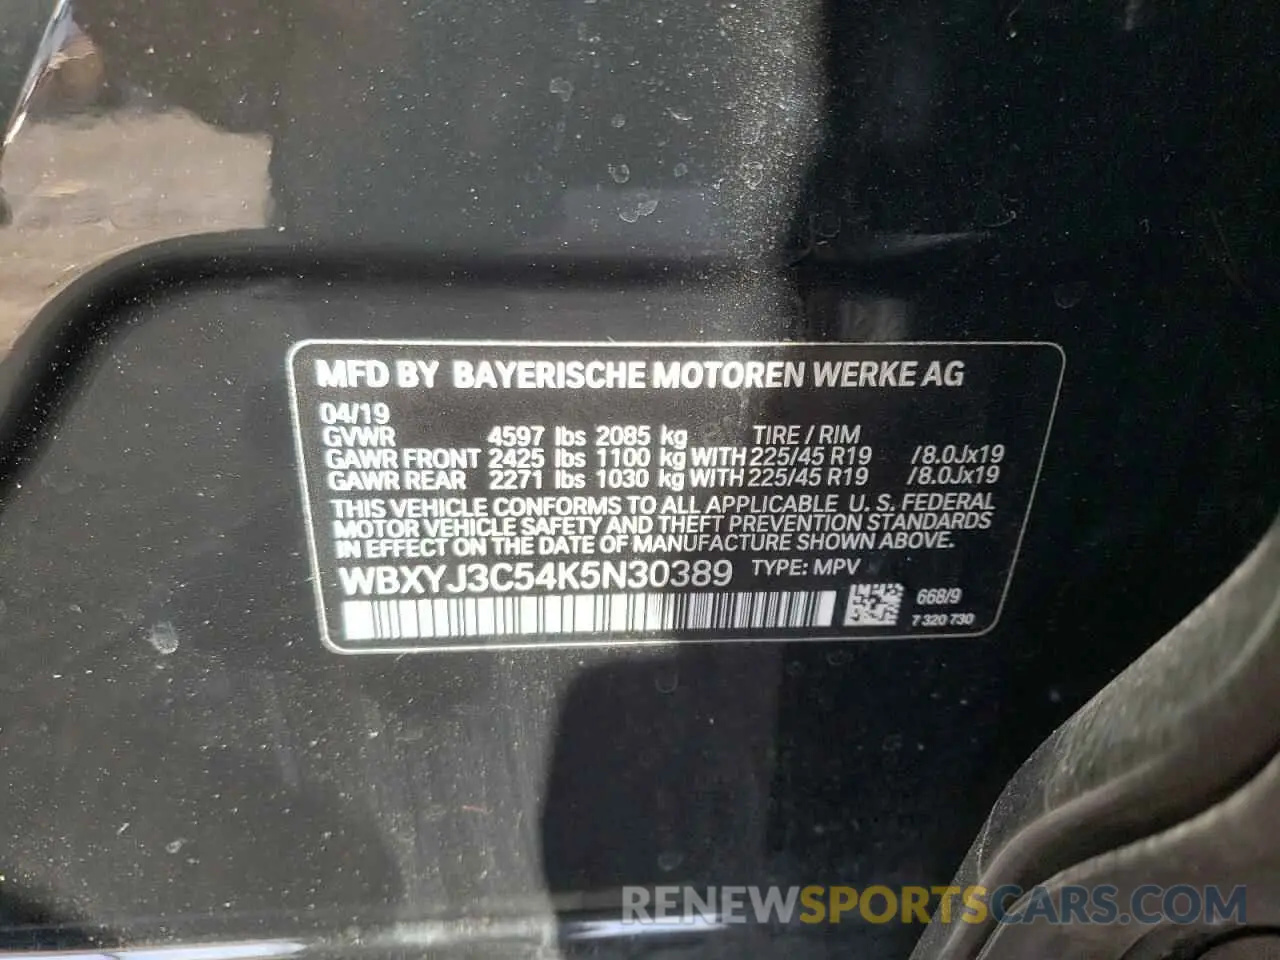 MFD BY BAYERISCHE MOTOREN WERKE AG
04/19
GVWR 4597 lbs 2085 kg TIRE / RIM
GAWR FRONT 2425 lbs 1100 kg WITH 225/45 R19 /8.0Jx19
GAWR REAR 2271 lbs 1030 kg WITH 225/45 R19 /8.0Jx19
THIS VEHICLE CONFORMS TO ALL APPLICABLE U. S. FEDERAL
MOTOR VEHICLE SAFETY AND THEFT PREVENTION STANDARDS
IN EFFECT ON THE DATE OF MANUFACTURE SHOWN ABOVE.
WBXYJ3C54K5N30389 TYPE: MPV
668/9
7 320 730
RENEWSPORTSCARS.COM